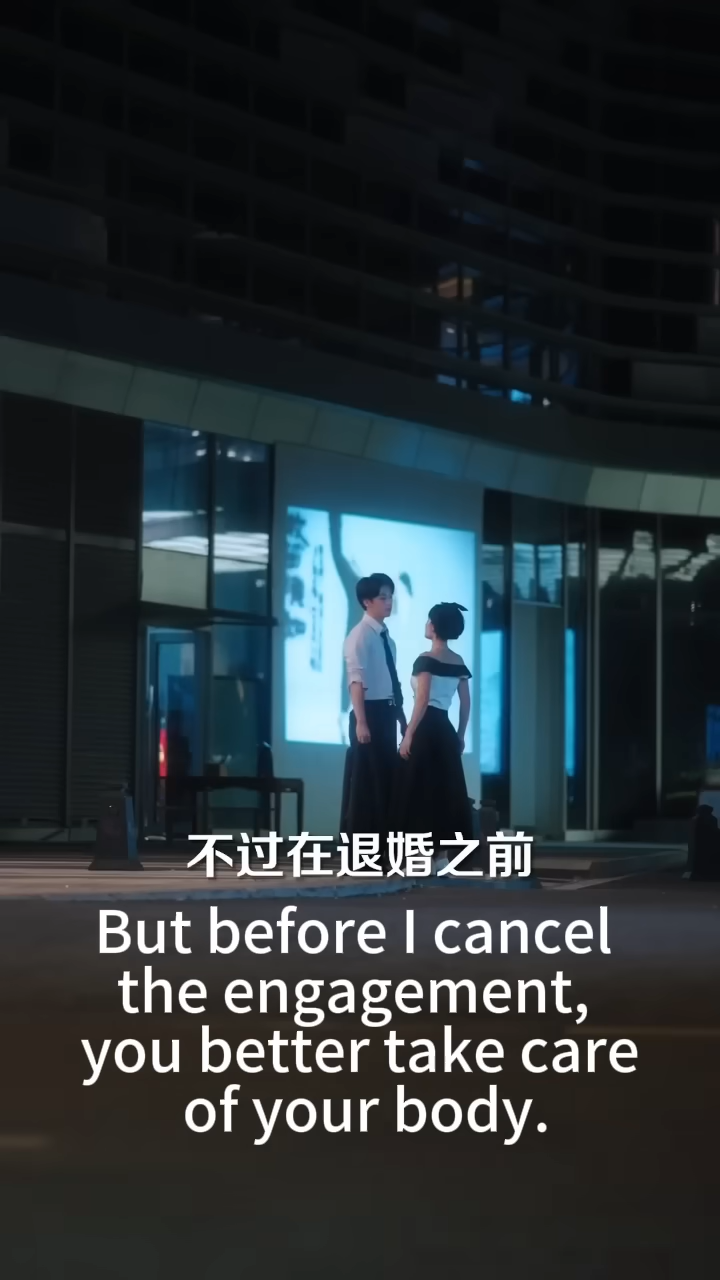 不过在退婚之前
But before I cancel
the engagement,
you better take care
of your body.